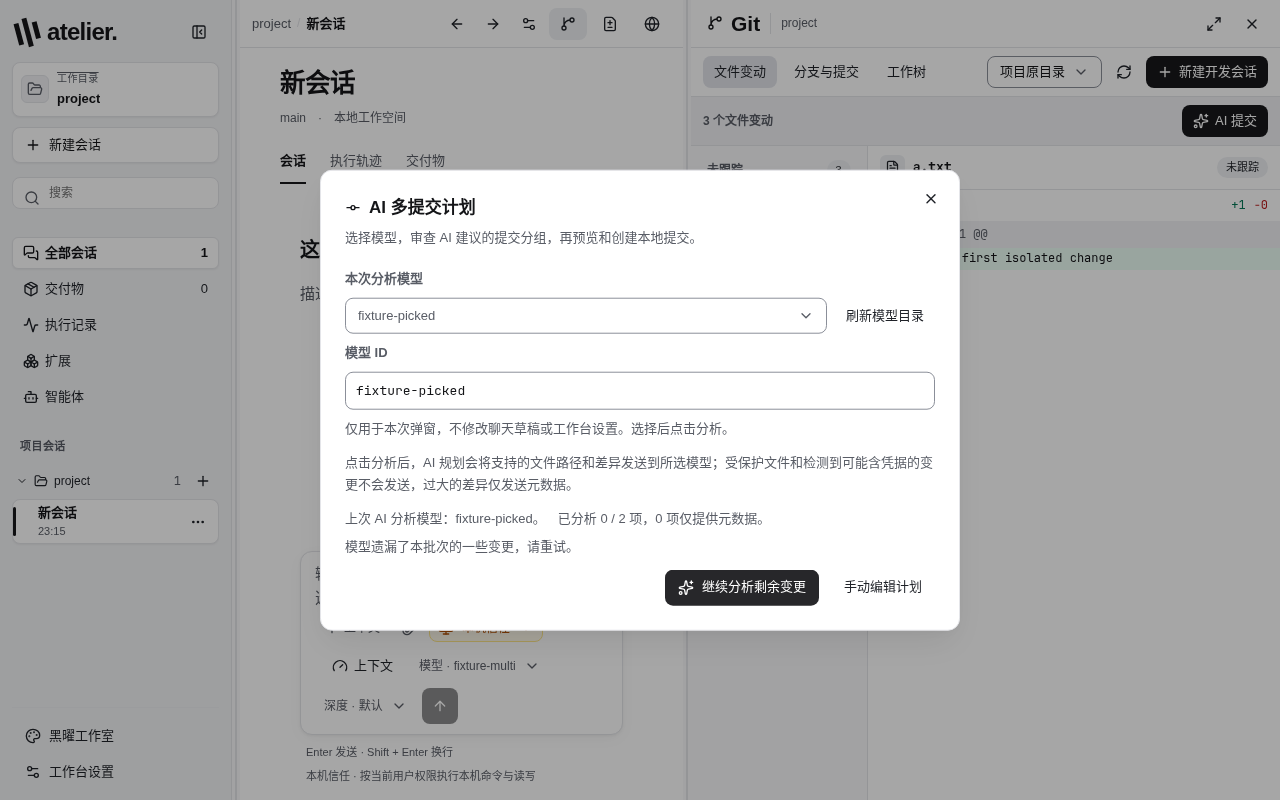 atelier.
工作目录
project
新建会话
搜索
全部会话 1
交付物 0
执行记录
扩展
智能体
项目会话
project 1
新会话
23:15
黑曜工作室
工作台设置
project / 新会话
新会话
main · 本地工作空间
会话 执行轨迹 交付物
这
上下文 模型 · fixture-multi
深度 · 默认
Enter 发送 · Shift + Enter 换行
本机信任 · 按当前用户权限执行本机命令与读写
Git project
文件变动 分支与提交 工作树 项目原目录 新建开发会话
3 个文件变动 AI 提交
未跟踪 3 a.txt 未跟踪
+1 -0
1 @@
first isolated change
AI 多提交计划
选择模型，审查 AI 建议的提交分组，再预览和创建本地提交。
本次分析模型
fixture-picked 刷新模型目录
模型 ID
fixture-picked
仅用于本次弹窗，不修改聊天草稿或工作台设置。选择后点击分析。
点击分析后，AI 规划会将支持的文件路径和差异发送到所选模型；受保护文件和检测到可能含凭据的变
更不会发送，过大的差异仅发送元数据。
上次 AI 分析模型：fixture-picked。 已分析 0 / 2 项，0 项仅提供元数据。
模型遗漏了本批次的一些变更，请重试。
继续分析剩余变更 手动编辑计划